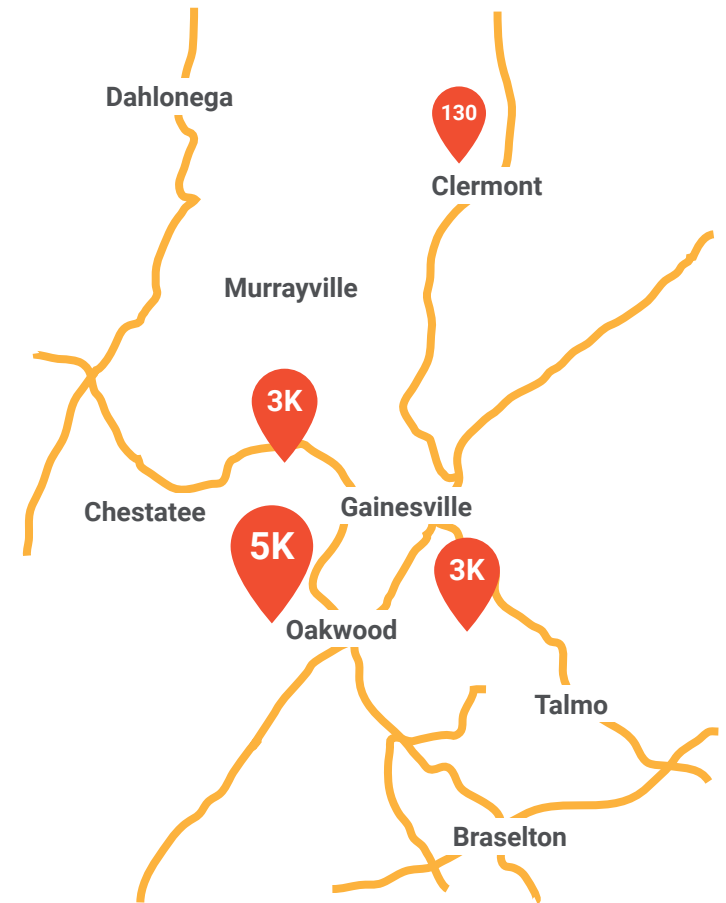 Dahlonega
130
Clermont
Murrayville
3K
Chestatee
Gainesville
5K
3K
Oakwood
Talmo
Braselton